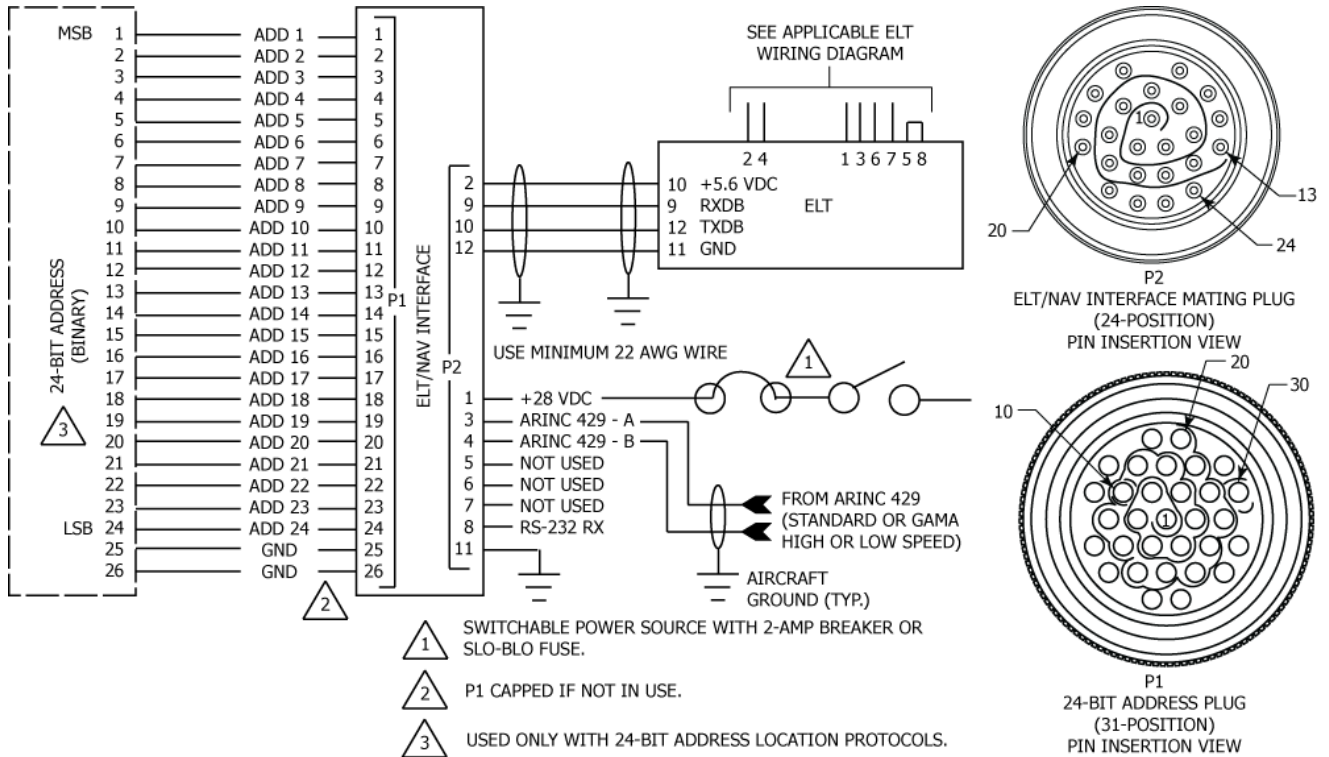 MSB 1 ADD 1 1
2 ADD 2 2
3 ADD 3 3
4 ADD 4 4
5 ADD 5 5
6 ADD 6 6
7 ADD 7 7
8 ADD 8 8
9 ADD 9 9
10 ADD 10 10
11 ADD 11 11
12 ADD 12 12
13 ADD 13 13
14 ADD 14 14
15 ADD 15 15
16 ADD 16 16
17 ADD 17 17
18 ADD 18 18
19 ADD 19 19
20 ADD 20 20
21 ADD 21 21
22 ADD 22 22
23 ADD 23 23
LSB 24 ADD 24 24
25 GND 25
26 GND 26
24-BIT ADDRESS
(BINARY)
3
2
P1
ELT/NAV INTERFACE
P2
2
9
10
12
1 +28 VDC
3 ARINC 429 - A
4 ARINC 429 - B
5 NOT USED
6 NOT USED
7 NOT USED
8 RS-232 RX
11
SEE APPLICABLE ELT
WIRING DIAGRAM
2 4 1 3 6 7 5 8
10 +5.6 VDC
9 RXDB
12 TXDB
11 GND
ELT
USE MINIMUM 22 AWG WIRE
1
FROM ARINC 429
(STANDARD OR GAMA
HIGH OR LOW SPEED)
AIRCRAFT
GROUND (TYP.)
1 SWITCHABLE POWER SOURCE WITH 2-AMP BREAKER OR
SLO-BLO FUSE.
2 P1 CAPPED IF NOT IN USE.
3 USED ONLY WITH 24-BIT ADDRESS LOCATION PROTOCOLS.
1
13
20
24
P2
ELT/NAV INTERFACE MATING PLUG
(24-POSITION)
PIN INSERTION VIEW
20
30
10
1
P1
24-BIT ADDRESS PLUG
(31-POSITION)
PIN INSERTION VIEW